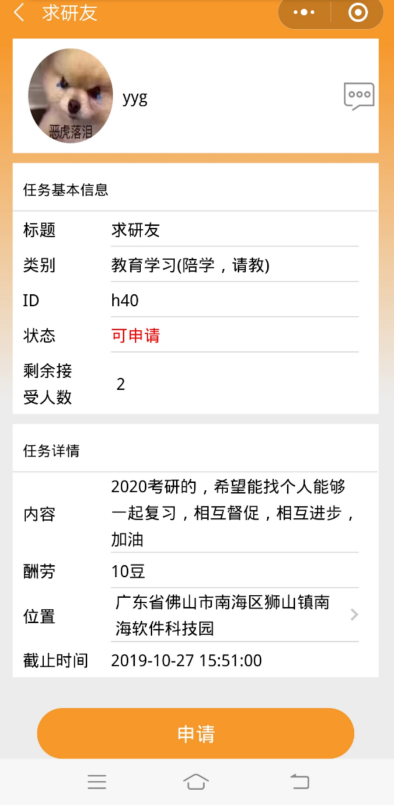 求研友
恶虎落泪
yyg
任务基本信息
标题 求研友
类别 教育学习(陪学，请教)
ID h40
状态 可申请
剩余接
受人数 2
任务详情
内容 2020考研的，希望能找个人能够
一起复习，相互督促，相互进步，
加油
酬劳 10豆
位置 广东省佛山市南海区狮山镇南
海软件科技园
截止时间 2019-10-27 15:51:00
申请